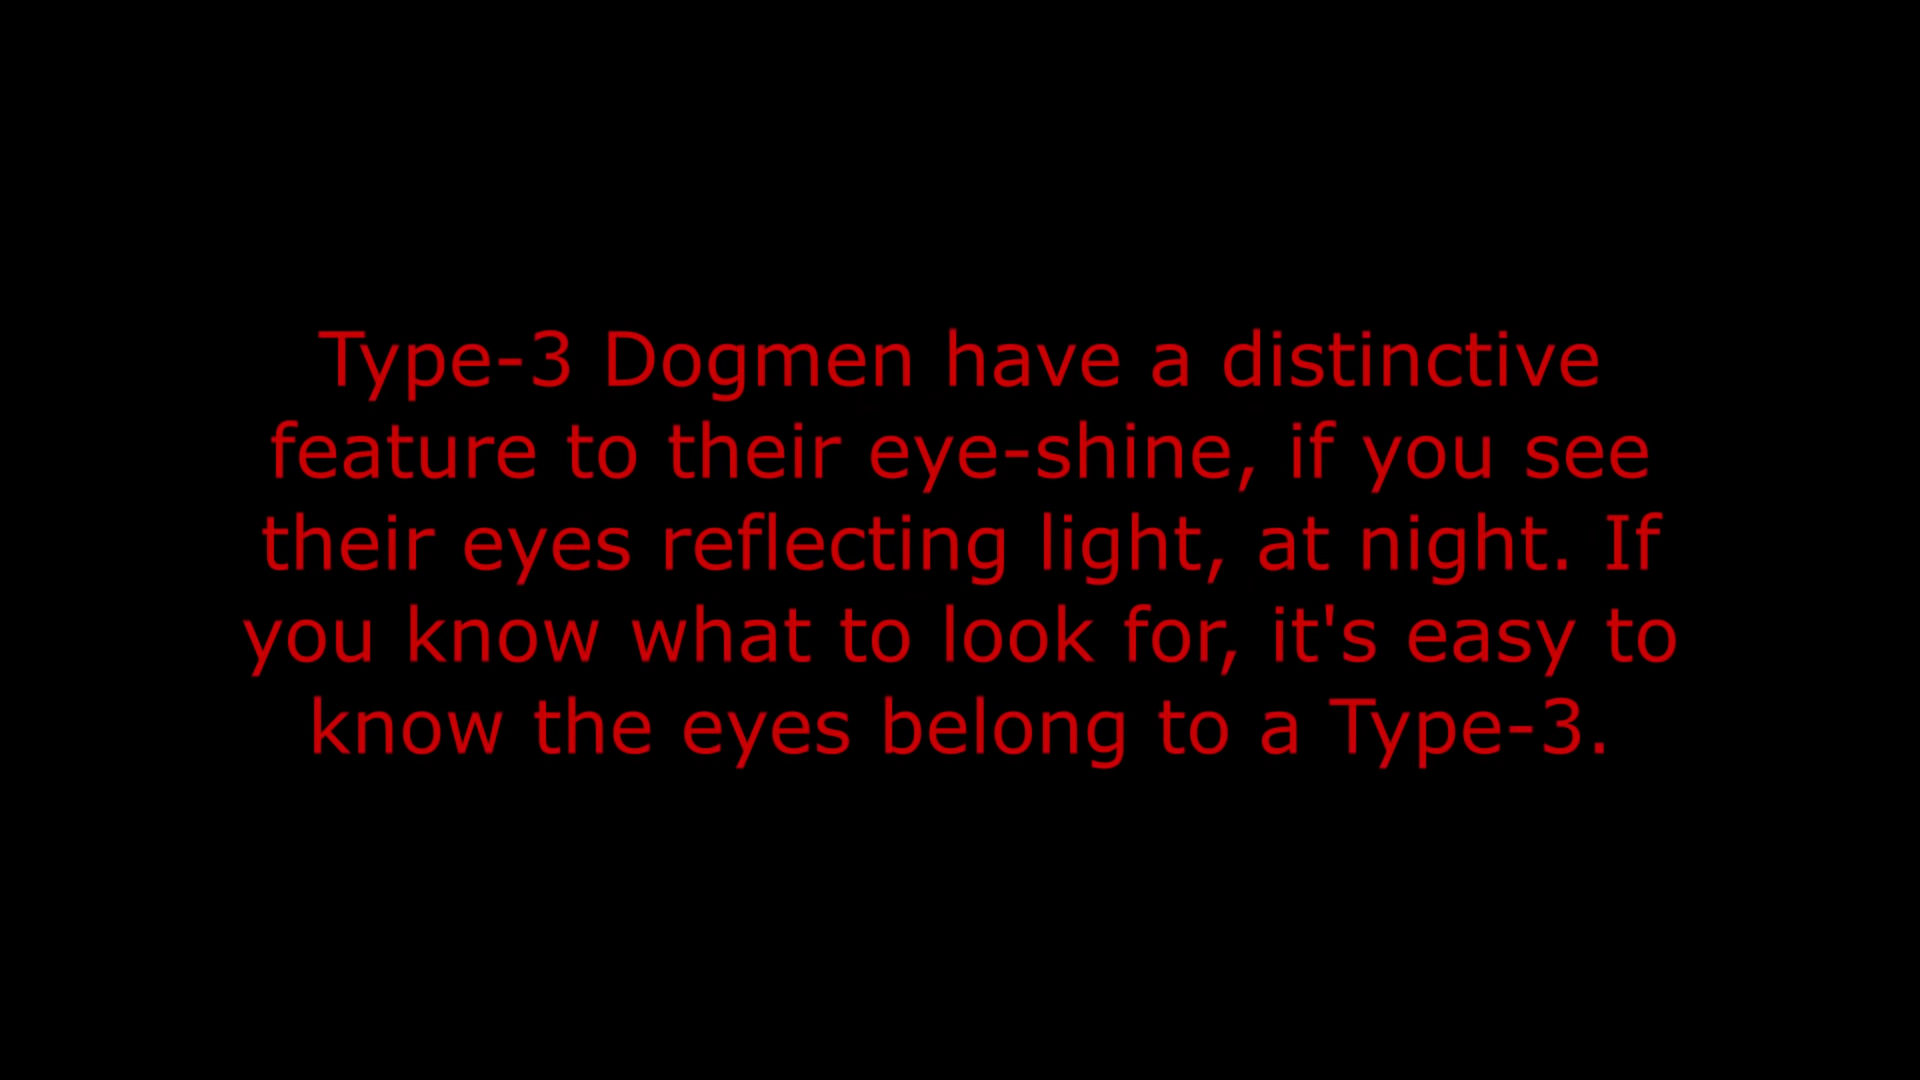 Type-3 Dogmen have a distinctive
feature to their eye-shine, if you see
their eyes reflecting light, at night. If
you know what to look for, it's easy to
know the eyes belong to a Type-3.